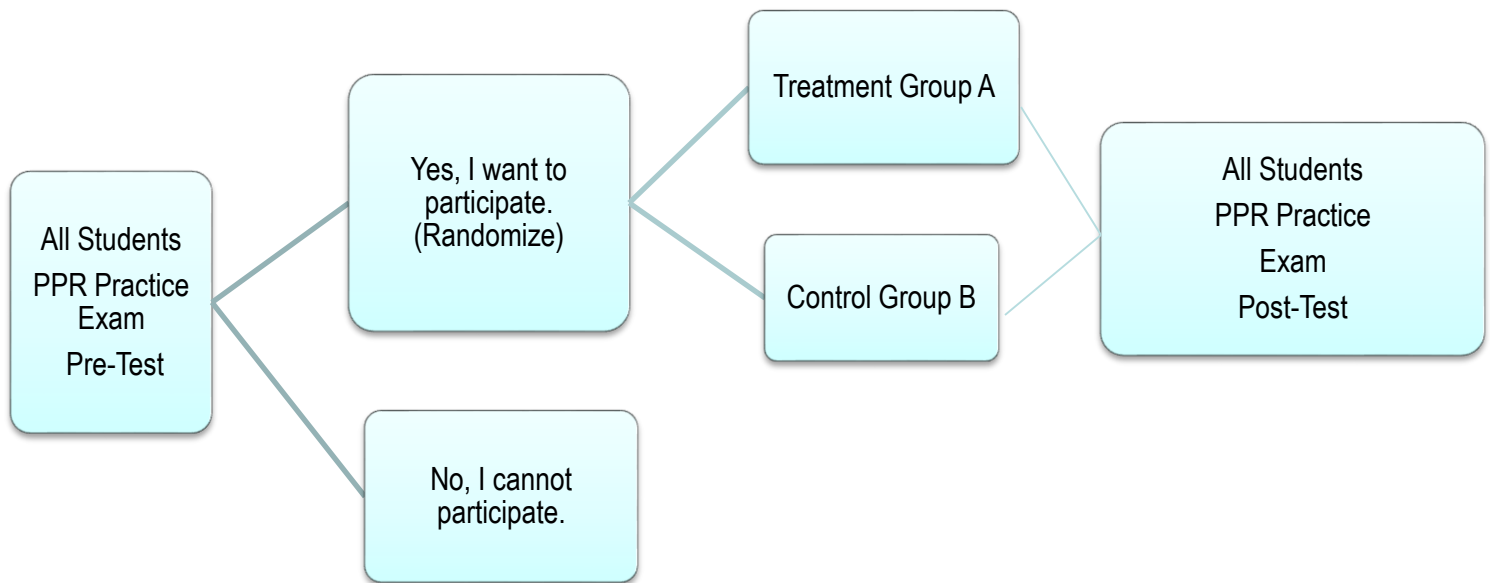 All Students
PPR Practice
Exam
Pre-Test
Yes, I want to
participate.
(Randomize)
No, I cannot
participate.
Treatment Group A
Control Group B
All Students
PPR Practice
Exam
Post-Test